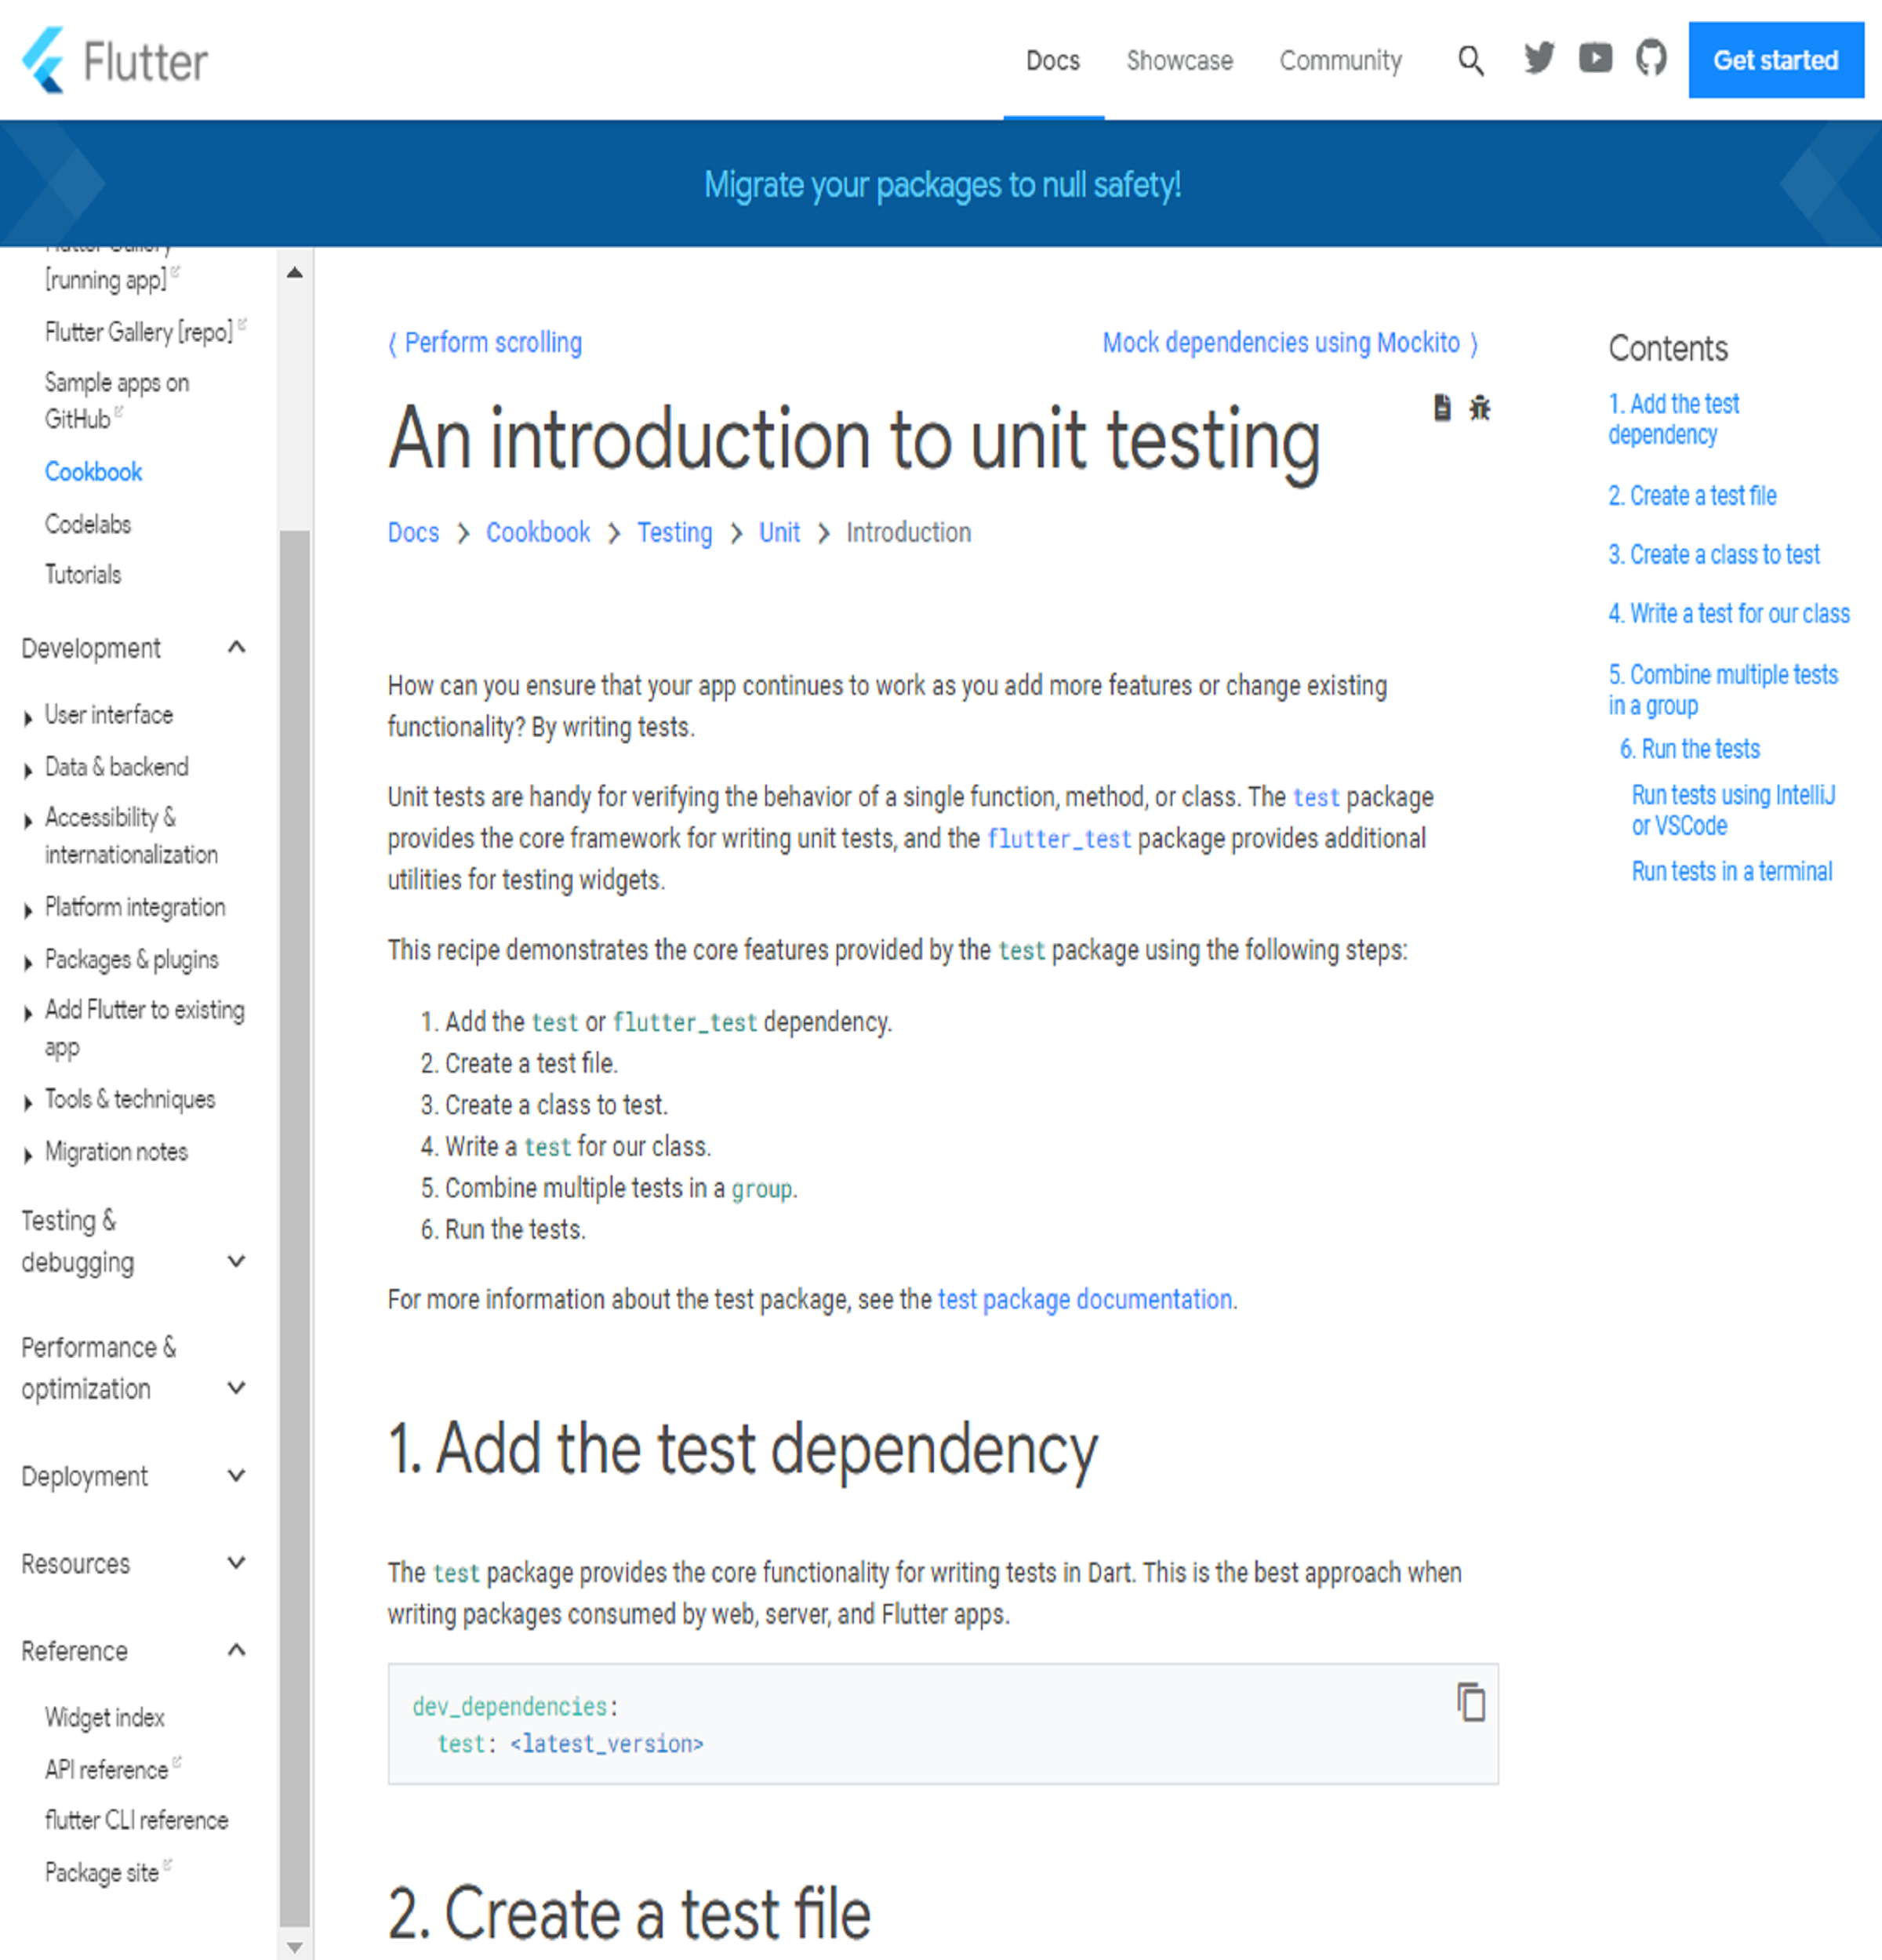 Flutter
Docs
Showcase
Community
Get started
Migrate your packages to null safety!
[running app]
Flutter Gallery [repo]
Sample apps on
GitHub
Cookbook
Codelabs
Tutorials
Development
User interface
Data & backend
Accessibility &
internationalization
Platform integration
Packages & plugins
Add Flutter to existing
app
Tools & techniques
Migration notes
Testing &
debugging
Performance &
optimization
Deployment
Resources
Reference
Widget index
API reference
flutter CLI reference
Package site
⟨ Perform scrolling
Mock dependencies using Mockito ⟩
An introduction to unit testing
Docs > Cookbook > Testing > Unit > Introduction
How can you ensure that your app continues to work as you add more features or change existing
functionality? By writing tests.
Unit tests are handy for verifying the behavior of a single function, method, or class. The test package
provides the core framework for writing unit tests, and the flutter_test package provides additional
utilities for testing widgets.
This recipe demonstrates the core features provided by the test package using the following steps:
1. Add the test or flutter_test dependency.
2. Create a test file.
3. Create a class to test.
4. Write a test for our class.
5. Combine multiple tests in a group.
6. Run the tests.
For more information about the test package, see the test package documentation.
1. Add the test dependency
The test package provides the core functionality for writing tests in Dart. This is the best approach when
writing packages consumed by web, server, and Flutter apps.
dev_dependencies:
test: <latest_version>
2. Create a test file
Contents
1. Add the test
dependency
2. Create a test file
3. Create a class to test
4. Write a test for our class
5. Combine multiple tests
in a group
6. Run the tests
Run tests using IntelliJ
or VSCode
Run tests in a terminal